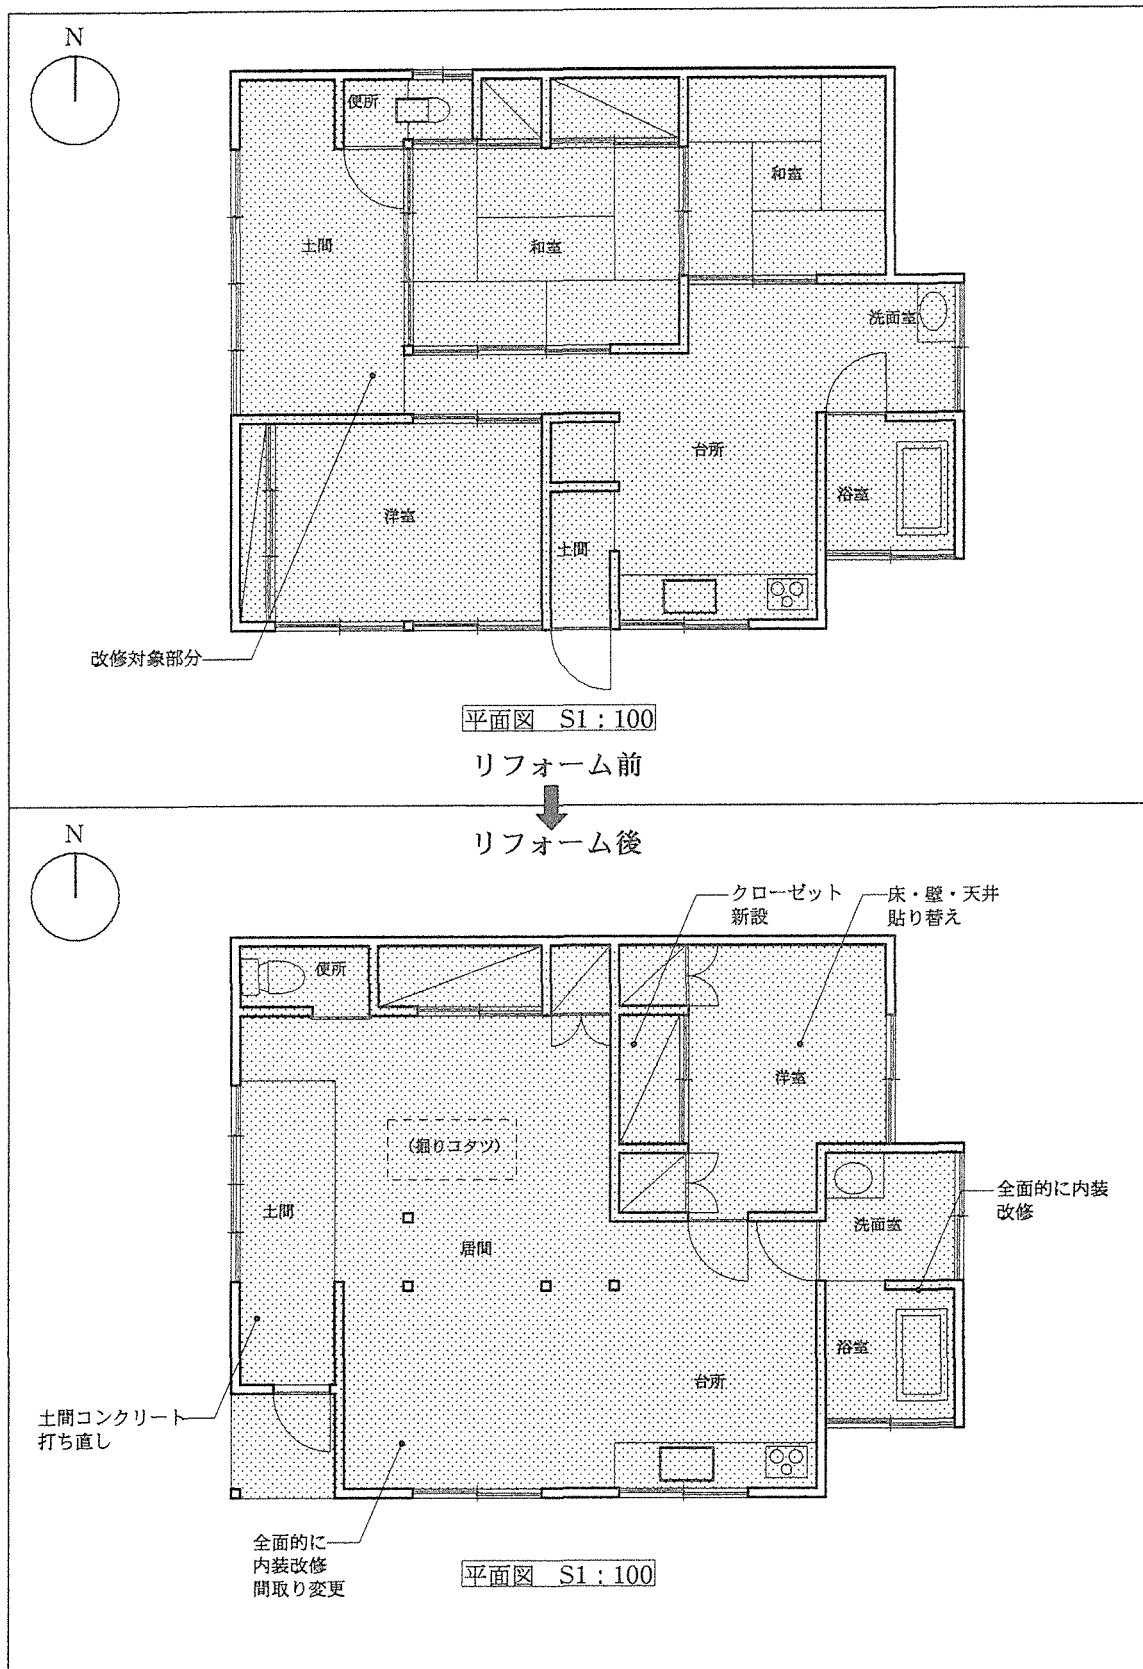 N
便所
和室
土間
和室
洗面室
台所
浴室
洋室
土間
改修対象部分
平面図 S1:100
リフォーム前
リフォーム後
N
クローゼット
新設
床・壁・天井
貼り替え
便所
洋室
(掘りコタツ)
土間
居間
洗面室
全面的に内装
改修
浴室
台所
土間コンクリート
打ち直し
全面的に
内装改修
間取り変更
平面図 S1:100